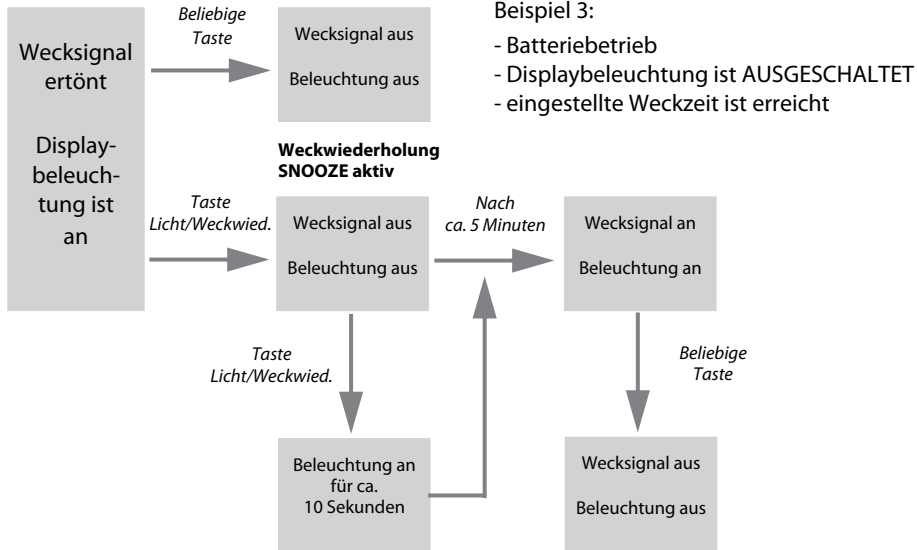 Beispiel 3:
- Batteriebetrieb
- Displaybeleuchtung ist AUSGESCHALTET
- eingestellte Weckzeit ist erreicht
Wecksignal
ertönt
Display-
beleuch-
tung ist
an
Beliebige
Taste
Wecksignal aus
Beleuchtung aus
Weckwiederholung
SNOOZE aktiv
Taste
Licht/Weckwied.
Wecksignal aus
Beleuchtung aus
Nach
ca. 5 Minuten
Wecksignal an
Beleuchtung an
Taste
Licht/Weckwied.
Beliebige
Taste
Beleuchtung an
für ca.
10 Sekunden
Wecksignal aus
Beleuchtung aus